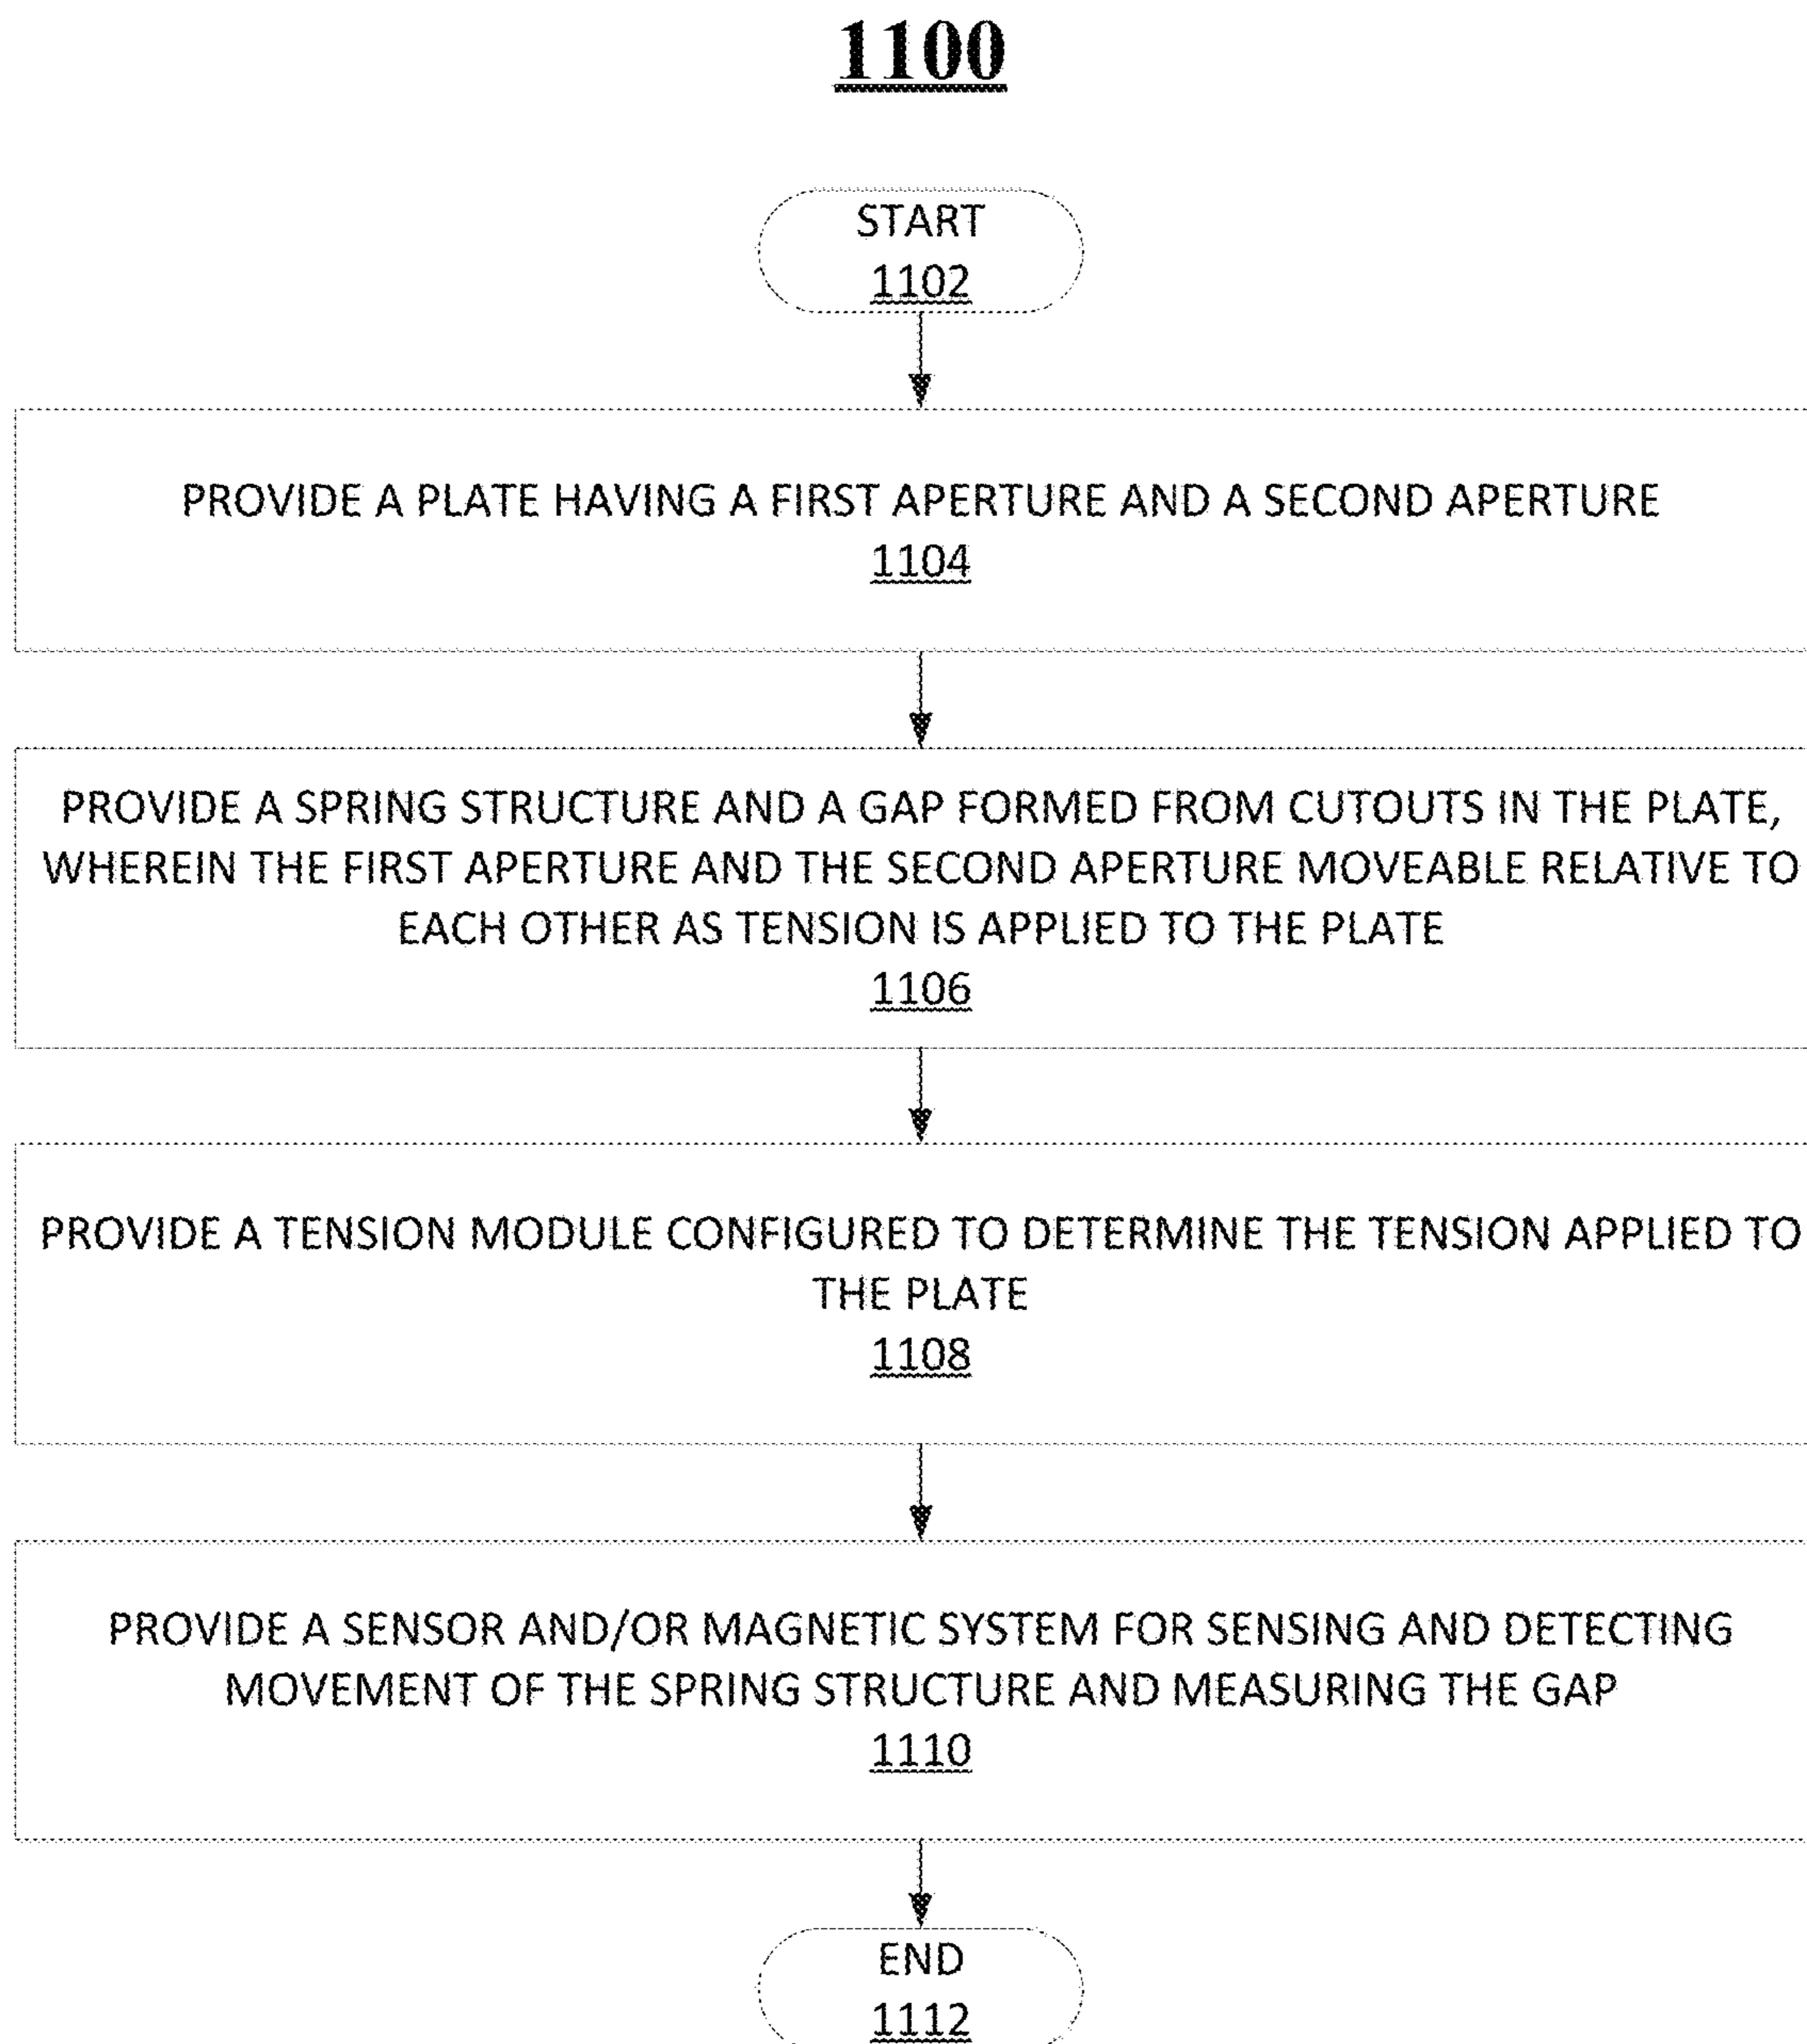 1100
START
1102
PROVIDE A PLATE HAVING A FIRST APERTURE AND A SECOND APERTURE
1104
PROVIDE A SPRING STRUCTURE AND A GAP FORMED FROM CUTOUTS IN THE PLATE,
WHEREIN THE FIRST APERTURE AND THE SECOND APERTURE MOVEABLE RELATIVE TO
EACH OTHER AS TENSION IS APPLIED TO THE PLATE
1106
PROVIDE A TENSION MODULE CONFIGURED TO DETERMINE THE TENSION APPLIED TO
THE PLATE
1108
PROVIDE A SENSOR AND/OR MAGNETIC SYSTEM FOR SENSING AND DETECTING
MOVEMENT OF THE SPRING STRUCTURE AND MEASURING THE GAP
1110
END
1112